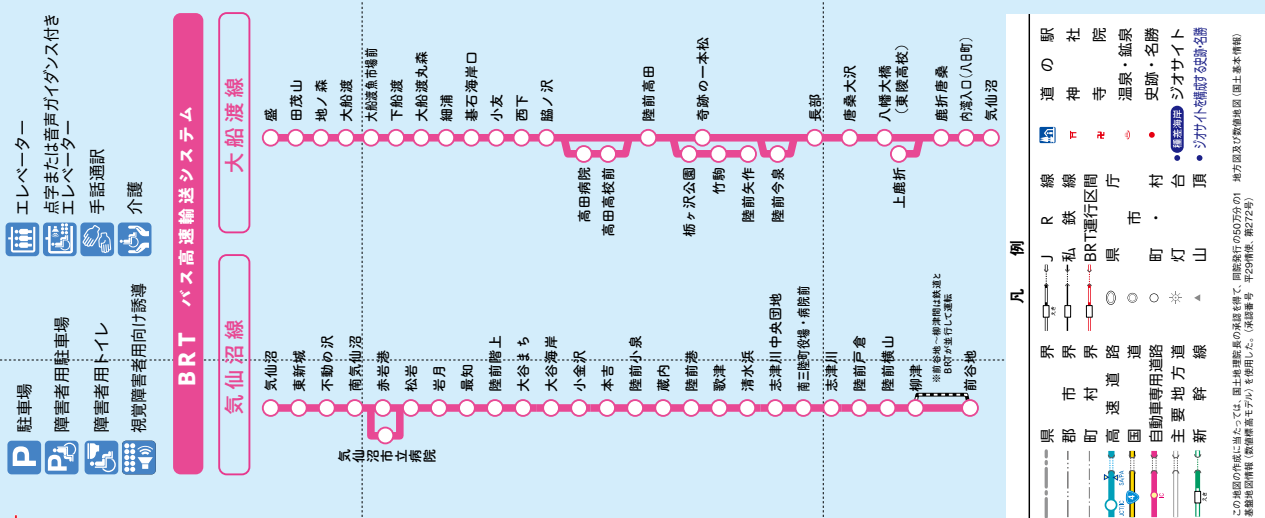 エレベーター
点字または音声ガイダンス付き
エレベーター
手話通訳
介護
P
駐車場
障害者用駐車場
障害者用トイレ
視覚障害者用向け誘導
BRT バス高速輸送システム
大船渡線
盛
田茂山
地ノ森
大船渡
大船渡魚市場前
下船渡
大船渡丸森
細浦
碁石海岸口
小友
西下
脇ノ沢
高田病院
高田高校前
陸前高田
奇跡の一本松
栃ヶ沢公園
竹駒
陸前矢作
陸前今泉
長部
唐桑大沢
八幡大橋
(東陵高校)
上鹿折
鹿折唐桑
内湾入口(八日町)
気仙沼
気仙沼線
気仙沼
東新城
不動の沢
南気仙沼
気仙沼市立病院
赤岩港
松岩
岩月
最知
陸前階上
大谷まち
大谷海岸
小金沢
本吉
陸前小泉
蔵内
陸前港
歌津
清水浜
志津川中央団地
南三陸町役場・病院前
志津川
陸前戸倉
陸前横山
柳津
※前谷地〜柳津間は鉄道と
BRTが並行して運転
前谷地
凡例
県界
郡市界
町村界
高速道路
国道
自動車専用道路
主要地方道
新幹線
JR線
私鉄線
BRT運行区間
県庁
市
町・村
灯台
山頂
道の駅
神社
寺院
温泉・鉱泉
史跡・名勝
種差海岸 ジオサイト
ジオサイトを構成する史跡・名勝
この地図の作成に当たっては、国土地理院長の承認を得て、同院発行の50万分の1 地方図及び数値地図(国土基本情報)
基盤地図情報(数値標高モデル)を使用した。(承認番号 平29情使、第272号)